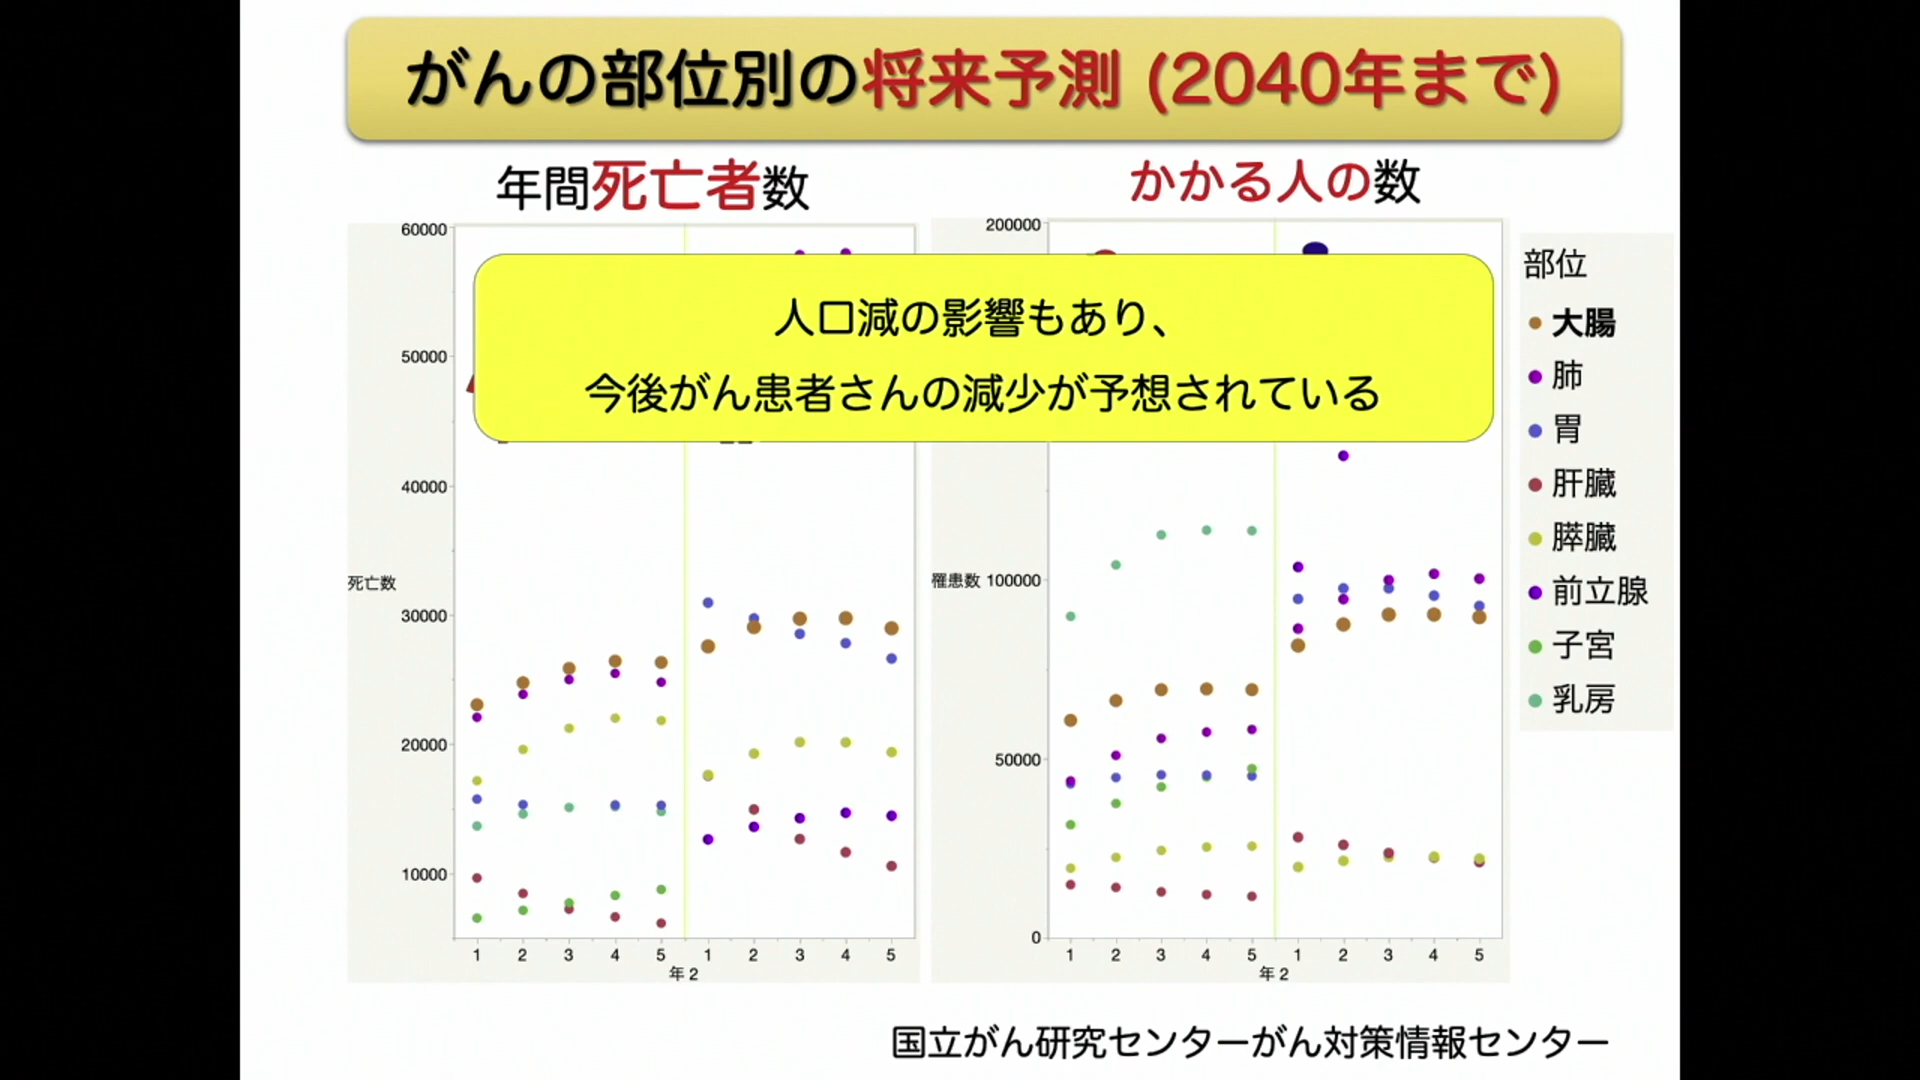 がんの部位別の将来予測 (2040年まで)
年間死亡者数
かかる人の数
60000
50000
40000
30000
20000
10000
死亡数
1 2 3 4 5 1 2 3 4 5
年 2
200000
100000
50000
0
罹患数
1 2 3 4 5 1 2 3 4 5
年 2
人口減の影響もあり、
今後がん患者さんの減少が予想されている
部位
大腸
肺
胃
肝臓
膵臓
前立腺
子宮
乳房
国立がん研究センターがん対策情報センター